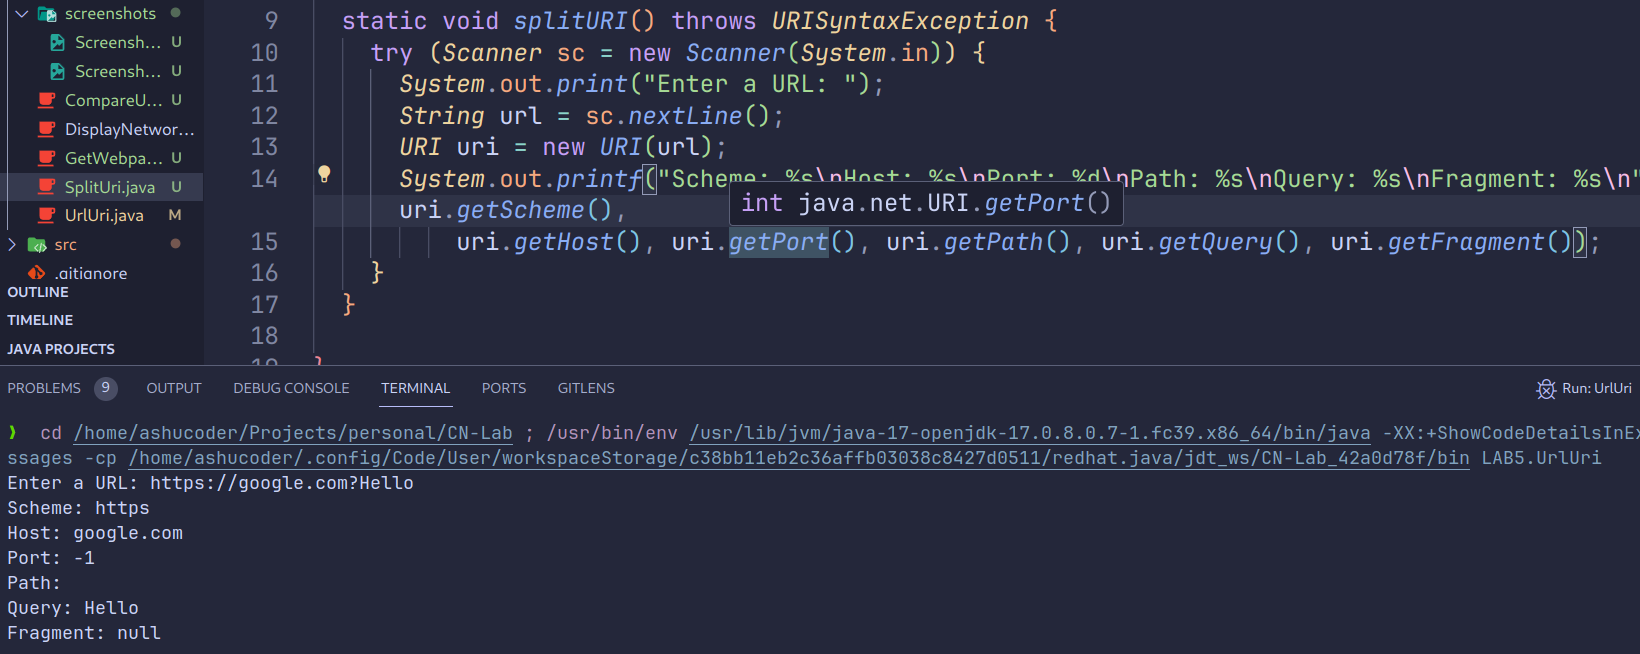 screenshots
Screensh... U
Screensh... U
CompareU... U
DisplayNetwor...
GetWebpa... U
SplitUri.java U
UrlUri.java M
src
.gitignore
OUTLINE
TIMELINE
JAVA PROJECTS
9 static void splitURI() throws URISyntaxException {
10 try (Scanner sc = new Scanner(System.in)) {
11 System.out.print("Enter a URL: ");
12 String url = sc.nextLine();
13 URI uri = new URI(url);
14 System.out.printf("Scheme: %s\nHost: %s\nPort: %d\nPath: %s\nQuery: %s\nFragment: %s\n"
uri.getScheme(),
int java.net.URI.getPort()
15 uri.getHost(), uri.getPort(), uri.getPath(), uri.getQuery(), uri.getFragment());
16 }
17 }
18
19 }
PROBLEMS 9 OUTPUT DEBUG CONSOLE TERMINAL PORTS GITLENS
Run: UrlUri
❯ cd /home/ashucoder/Projects/personal/CN-Lab ; /usr/bin/env /usr/lib/jvm/java-17-openjdk-17.0.8.0.7-1.fc39.x86_64/bin/java -XX:+ShowCodeDetailsInEx
ssages -cp /home/ashucoder/.config/Code/User/workspaceStorage/c38bb11eb2c36affb03038c8427d0511/redhat.java/jdt_ws/CN-Lab_42a0d78f/bin LAB5.UrlUri
Enter a URL: https://google.com?Hello
Scheme: https
Host: google.com
Port: -1
Path:
Query: Hello
Fragment: null